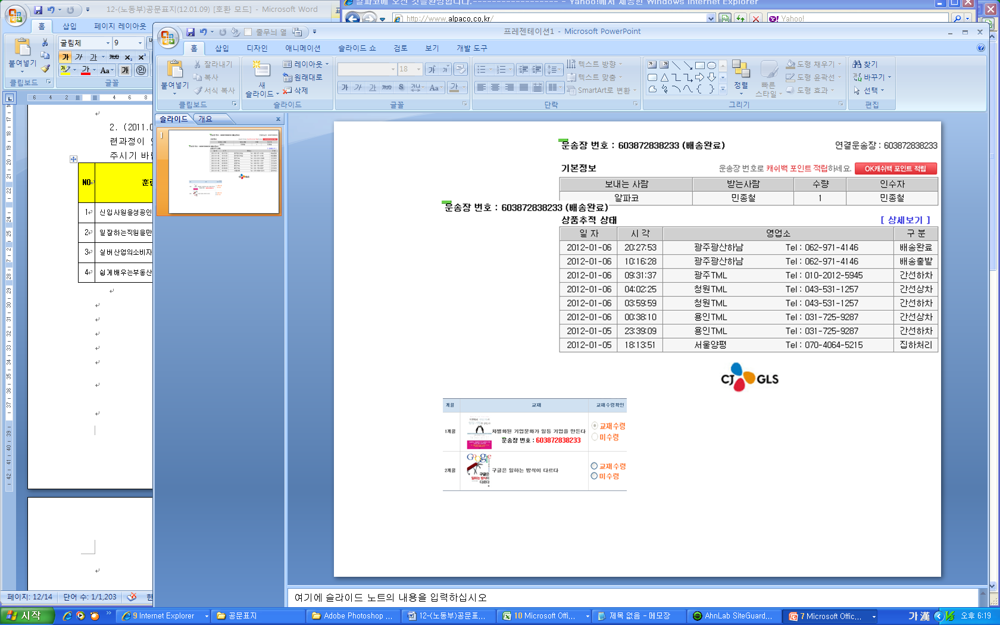 12-(노동부)공문표지(12.01.09) [호환 모드] - Microsoft Word
Yahoo!에서 제공한 Windows Internet Explorer
http://www.alpaco.co.kr/
Yahoo!
홈 삽입 페이지 레이아웃
줄무늬 열
프레젠테이션1 - Microsoft PowerPoint
홈 삽입 디자인 애니메이션 슬라이드 쇼 검토 보기 개발 도구
굴림체 9
붙여넣기
클립보드
글꼴
붙여넣기
잘라내기
복사
서식 복사
클립보드
새 슬라이드
레이아웃
원래대로
삭제
슬라이드
18
글꼴
단락
텍스트 방향
텍스트 맞춤
SmartArt로 변환
정렬
빠른 스타일
도형 채우기
도형 윤곽선
도형 효과
그리기
찾기
바꾸기
선택
편집
슬라이드 개요
1
2. (2011.0
련과정이
주시기 바
NO 훈
1 신입사원을성공인
2 일잘하는직원을만
3 실버산업의소비자
4 쉽게배우는부동산
운송장 번호 : 603872838233 (배송완료)
연결운송장 : 603872838233
기본정보
운송장 번호로 캐쉬백 포인트 적립하세요.
OK캐쉬백 포인트 적립
보내는 사람 받는사람 수량 인수자
알파코 민종철 1 민종철
운송장 번호 : 603872838233 (배송완료)
상품추적 상태
[ 상세보기 ]
일 자 시 각 영업소 구 분
2012-01-06 20:27:53 광주광산하남 Tel : 062-971-4146 배송완료
2012-01-06 10:16:28 광주광산하남 Tel : 062-971-4146 배송출발
2012-01-06 09:31:37 광주TML Tel : 010-2012-5945 간선하차
2012-01-06 04:02:25 청원TML Tel : 043-531-1257 간선상차
2012-01-06 03:59:59 청원TML Tel : 043-531-1257 간선하차
2012-01-06 00:38:10 용인TML Tel : 031-725-9287 간선상차
2012-01-05 23:39:09 용인TML Tel : 031-725-9287 간선하차
2012-01-05 18:13:51 서울양평 Tel : 070-4064-5215 집하처리
CJ GLS
개월 교재 교재수령확인
1개월 차별화된 기업문화가 일등 기업을 만든다
운송장 번호 : 603872838233
교재수령
미수령
Google
구글은
일하는 방식이
다르다
2개월 구글은 일하는 방식이 다르다
교재수령
미수령
여기에 슬라이드 노트의 내용을 입력하십시오
페이지: 12/14 단어 수: 1/1,203
시작
9 Internet Explorer
공문표지
Adobe Photoshop ...
12-(노동부)공문표...
10 Microsoft Offi...
제목 없음 - 메모장
AhnLab SiteGuard...
7 Microsoft Offic...
가 漢
오후 6:19